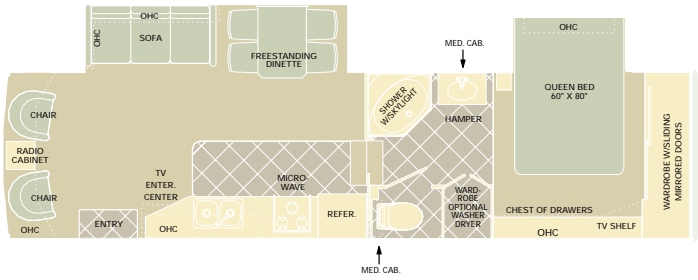 OHC
OHC
SOFA
FREESTANDING
DINETTE
MED. CAB.
OHC
SHOWER
W/SKYLIGHT
QUEEN BED
60" X 80"
CHAIR
HAMPER
RADIO
CABINET
WARDROBE W/SLIDING
MIRRORED DOORS
TV
ENTER.
CENTER
MICRO-
WAVE
CHAIR
WARD-
ROBE
OPTIONAL
WASHER
DRYER
CHEST OF DRAWERS
REFER.
ENTRY
TV SHELF
OHC
OHC
OHC
MED. CAB.